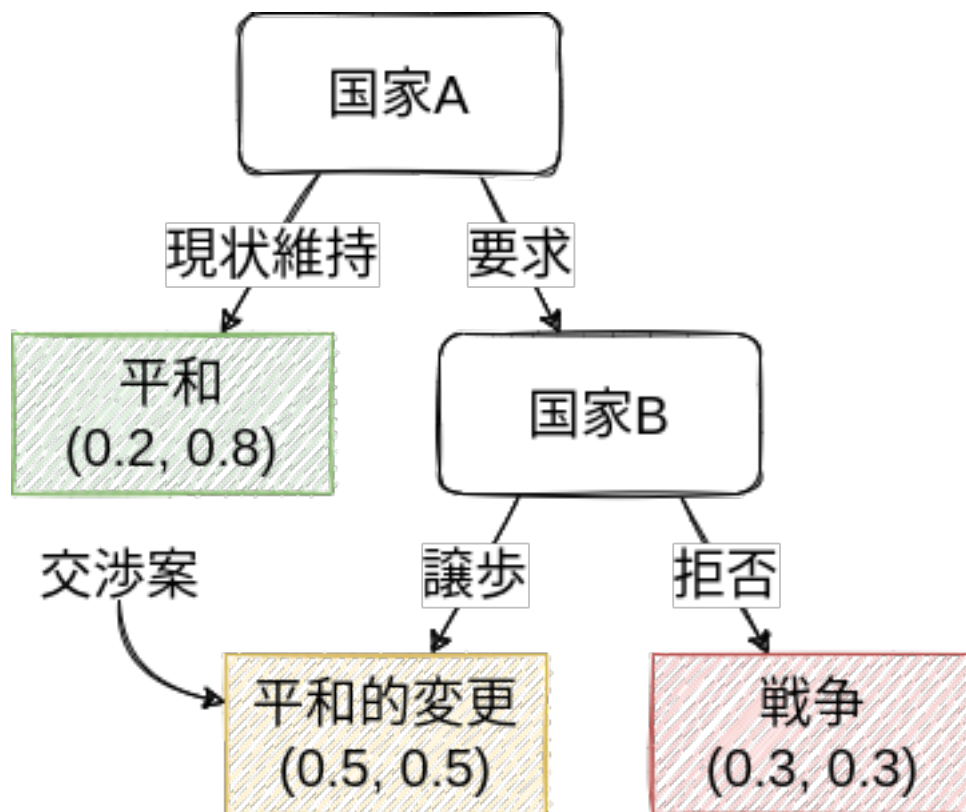 国家A
現状維持
要求
平和
(0.2, 0.8)
国家B
交渉案
譲歩
拒否
平和的変更
(0.5, 0.5)
戦争
(0.3, 0.3)